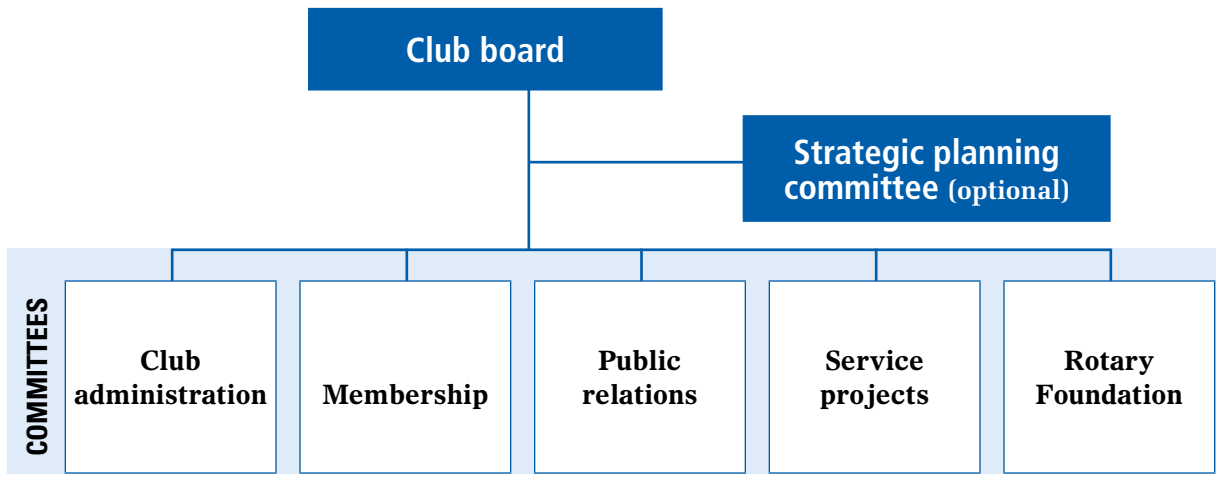 Club board
Strategic planning
committee (optional)
COMMITTEES
Club
administration
Membership
Public
relations
Service
projects
Rotary
Foundation